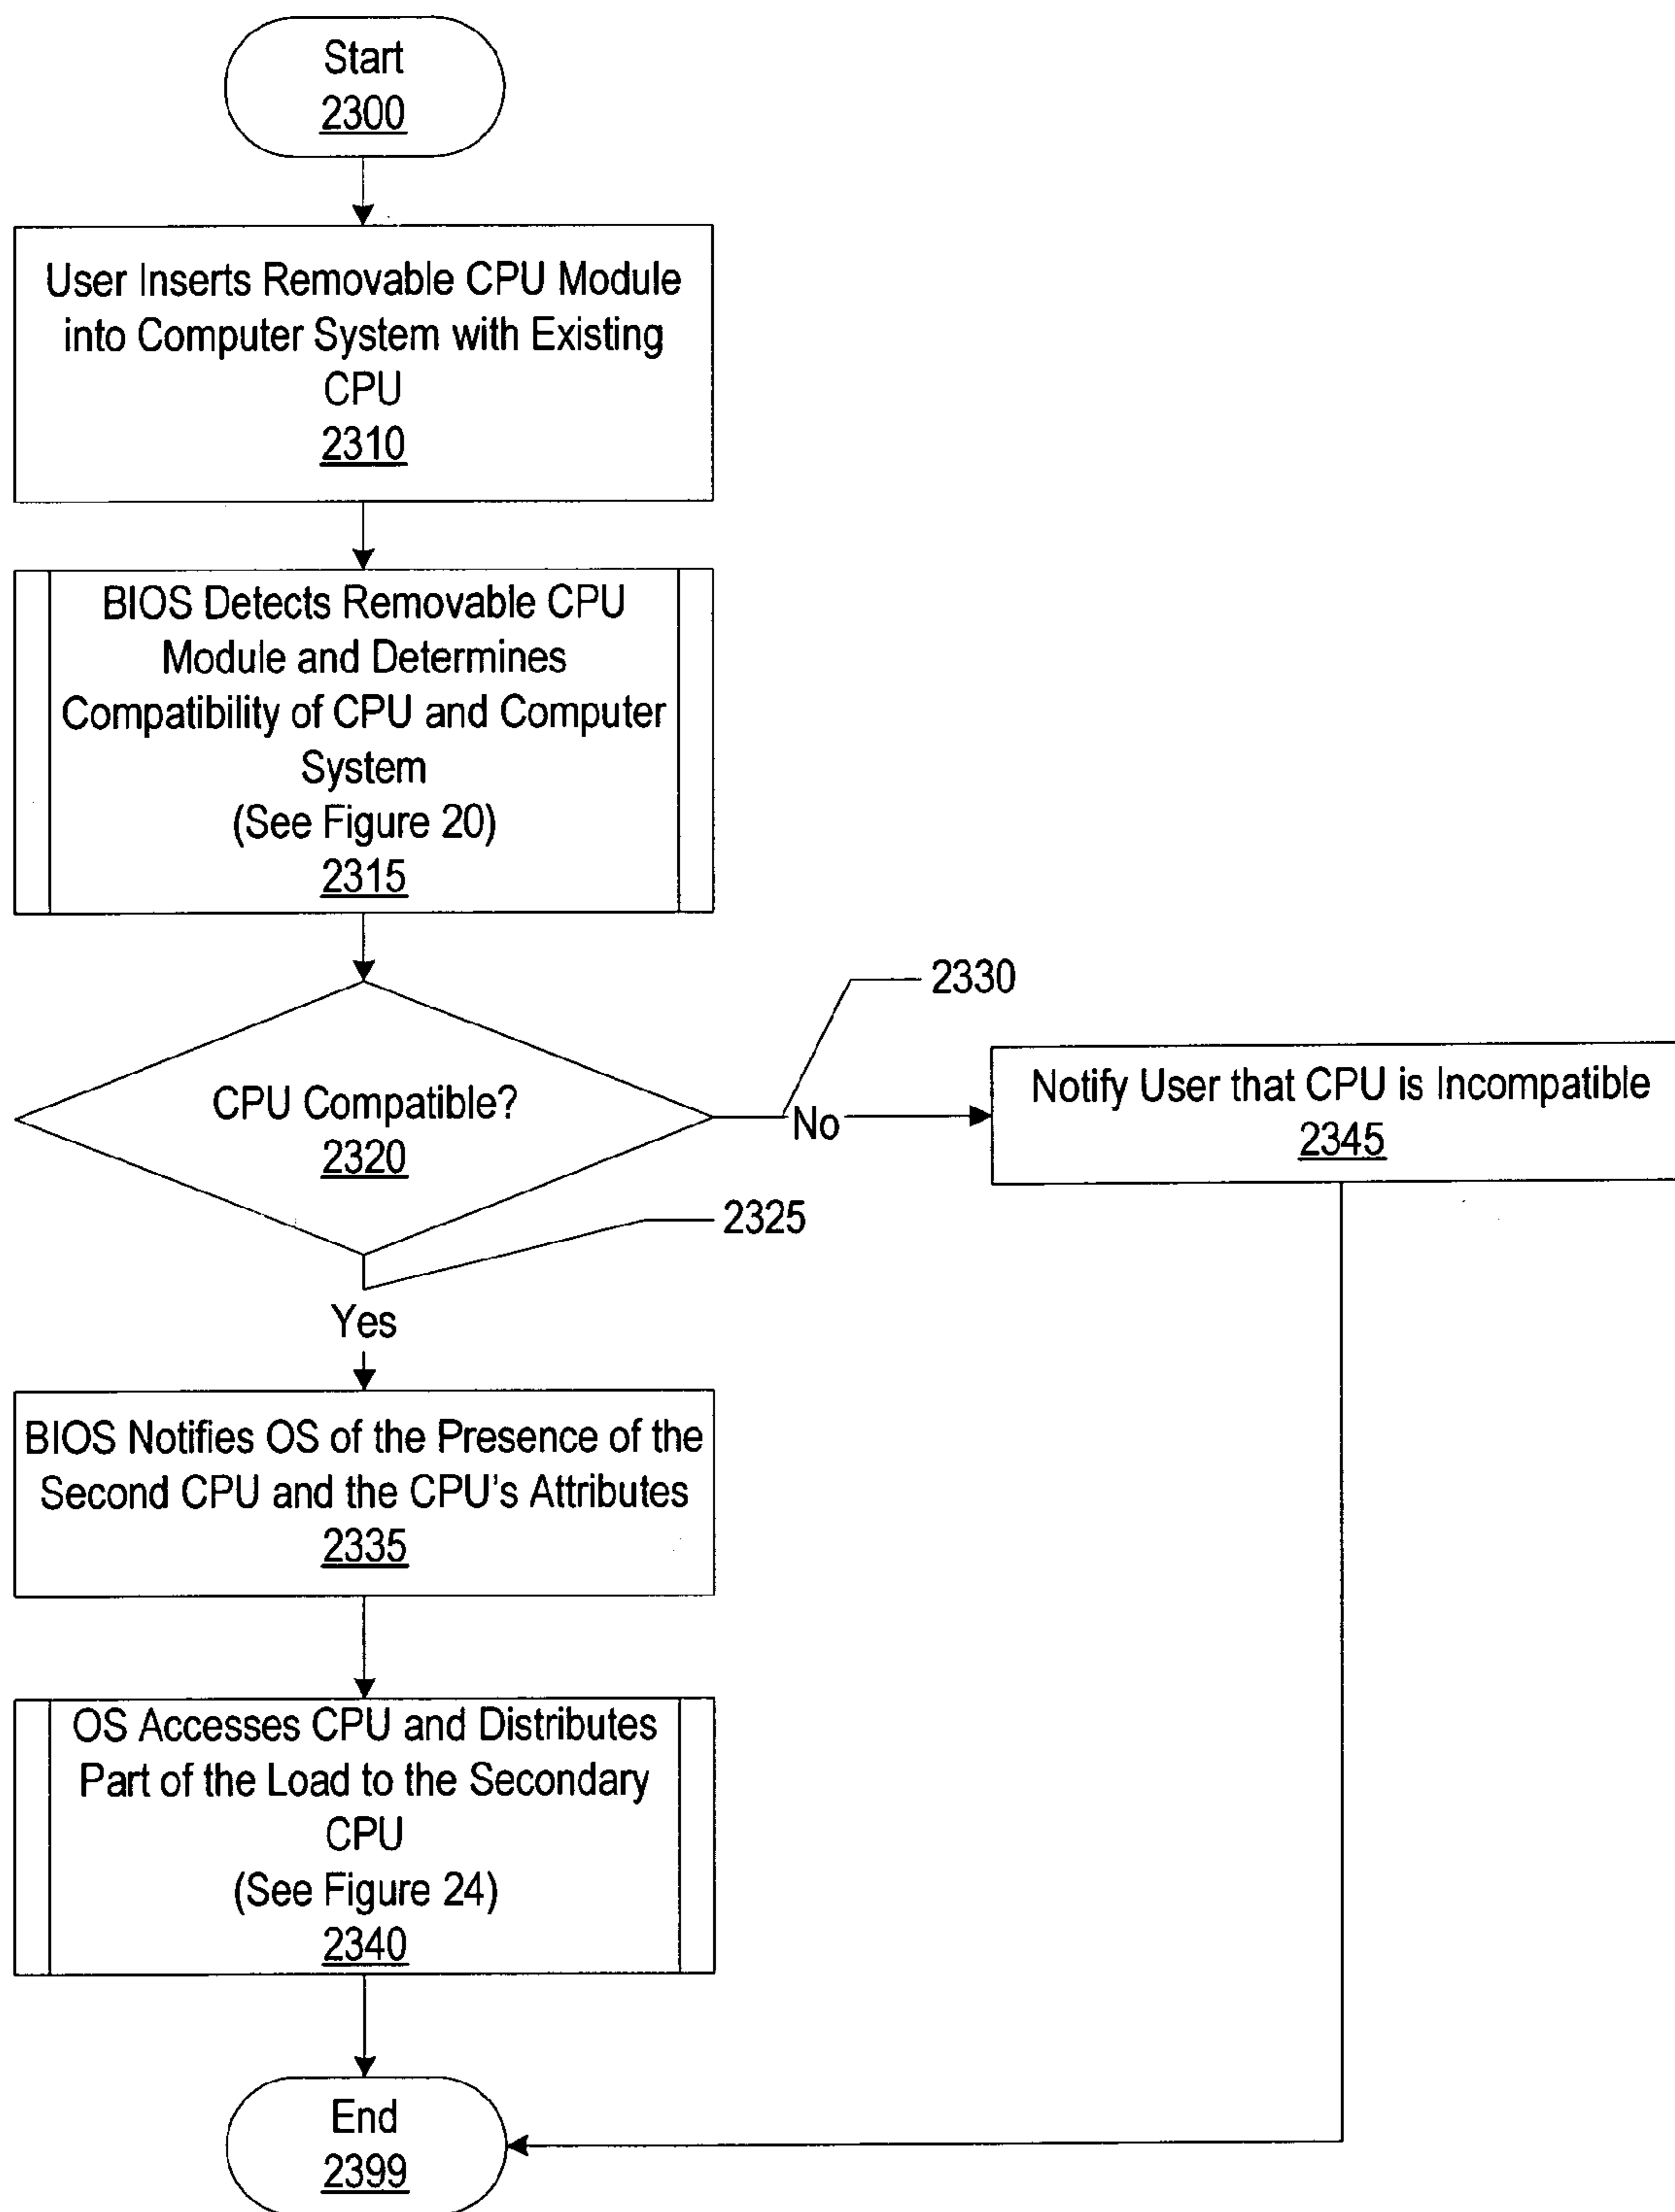 Start
2300
User Inserts Removable CPU Module
into Computer System with Existing
CPU
2310
BIOS Detects Removable CPU
Module and Determines
Compatibility of CPU and Computer
System
(See Figure 20)
2315
CPU Compatible?
2320
2330
No
Notify User that CPU is Incompatible
2345
2325
Yes
BIOS Notifies OS of the Presence of the
Second CPU and the CPU's Attributes
2335
OS Accesses CPU and Distributes
Part of the Load to the Secondary
CPU
(See Figure 24)
2340
End
2399